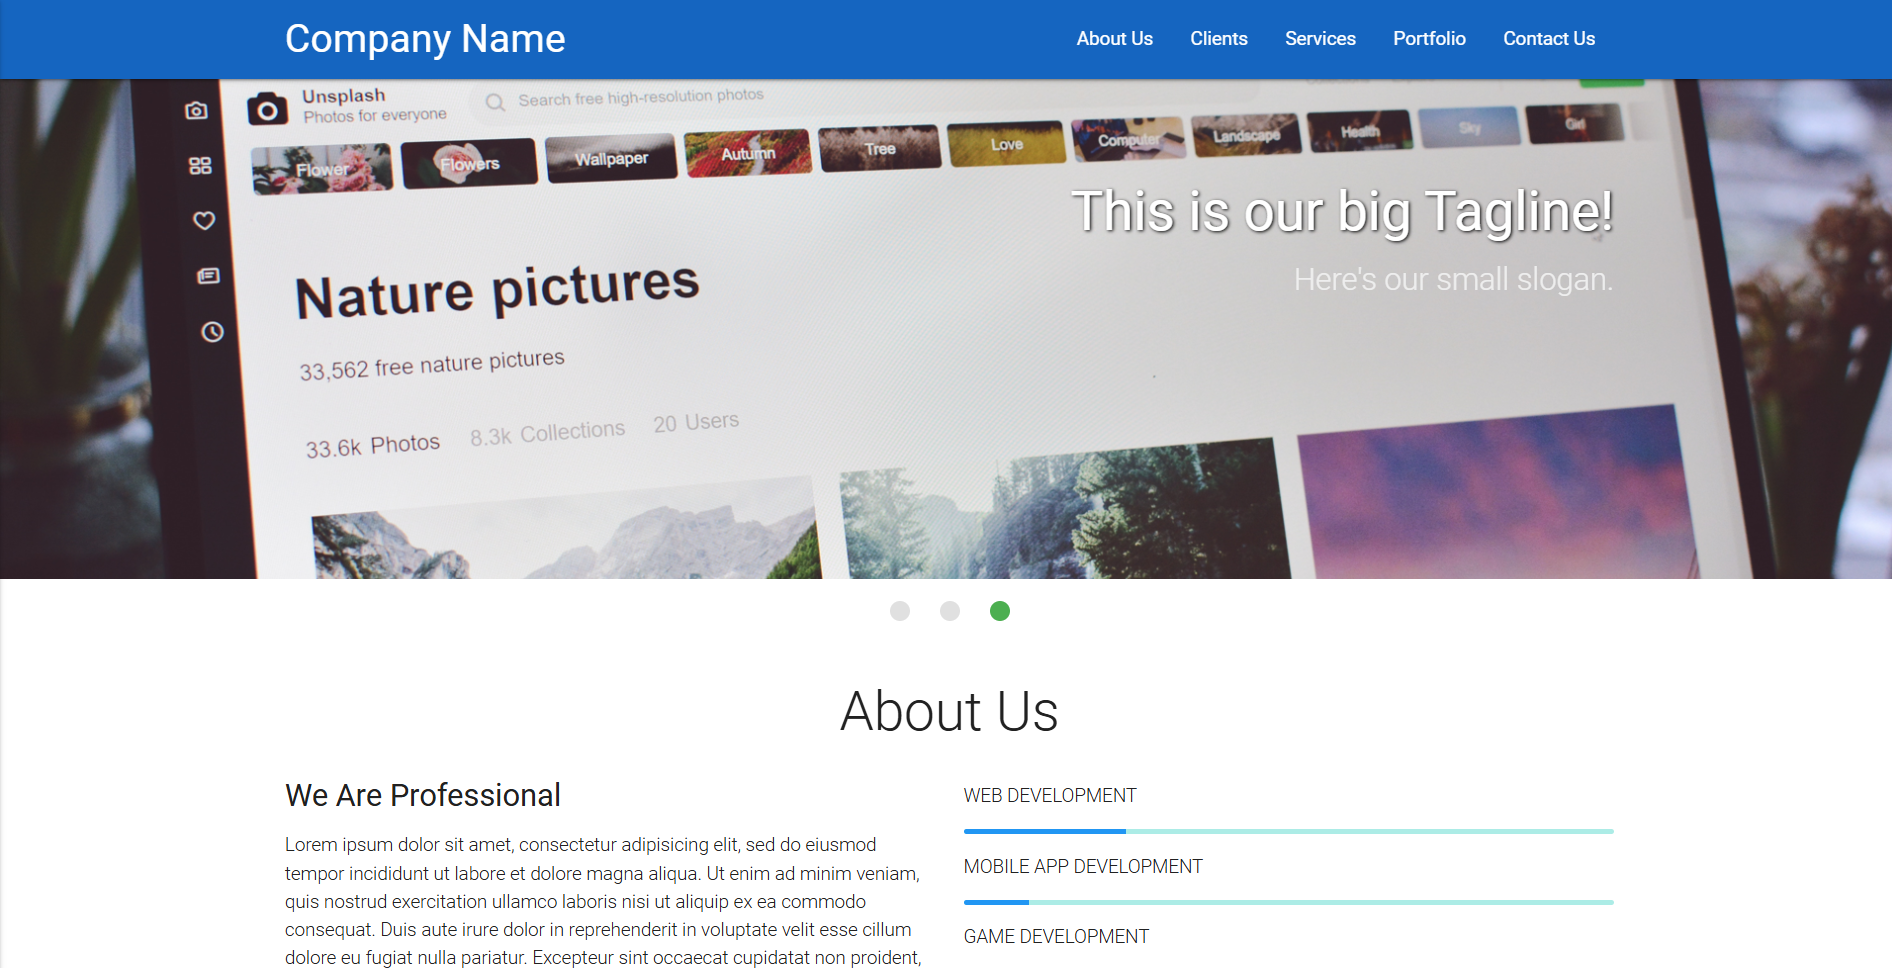 Company Name
About Us Clients Services Portfolio Contact Us
Unsplash
Photos for everyone
Search free high-resolution photos
Flower Flowers Wallpaper Autumn Tree Love Computer Landscape Health Sky Girl
This is our big Tagline!
Here's our small slogan.
Nature pictures
33,562 free nature pictures
33.6k Photos 8.3k Collections 20 Users
About Us
We Are Professional
Lorem ipsum dolor sit amet, consectetur adipisicing elit, sed do eiusmod
tempor incididunt ut labore et dolore magna aliqua. Ut enim ad minim veniam,
quis nostrud exercitation ullamco laboris nisi ut aliquip ex ea commodo
consequat. Duis aute irure dolor in reprehenderit in voluptate velit esse cillum
dolore eu fugiat nulla pariatur. Excepteur sint occaecat cupidatat non proident,
WEB DEVELOPMENT
MOBILE APP DEVELOPMENT
GAME DEVELOPMENT